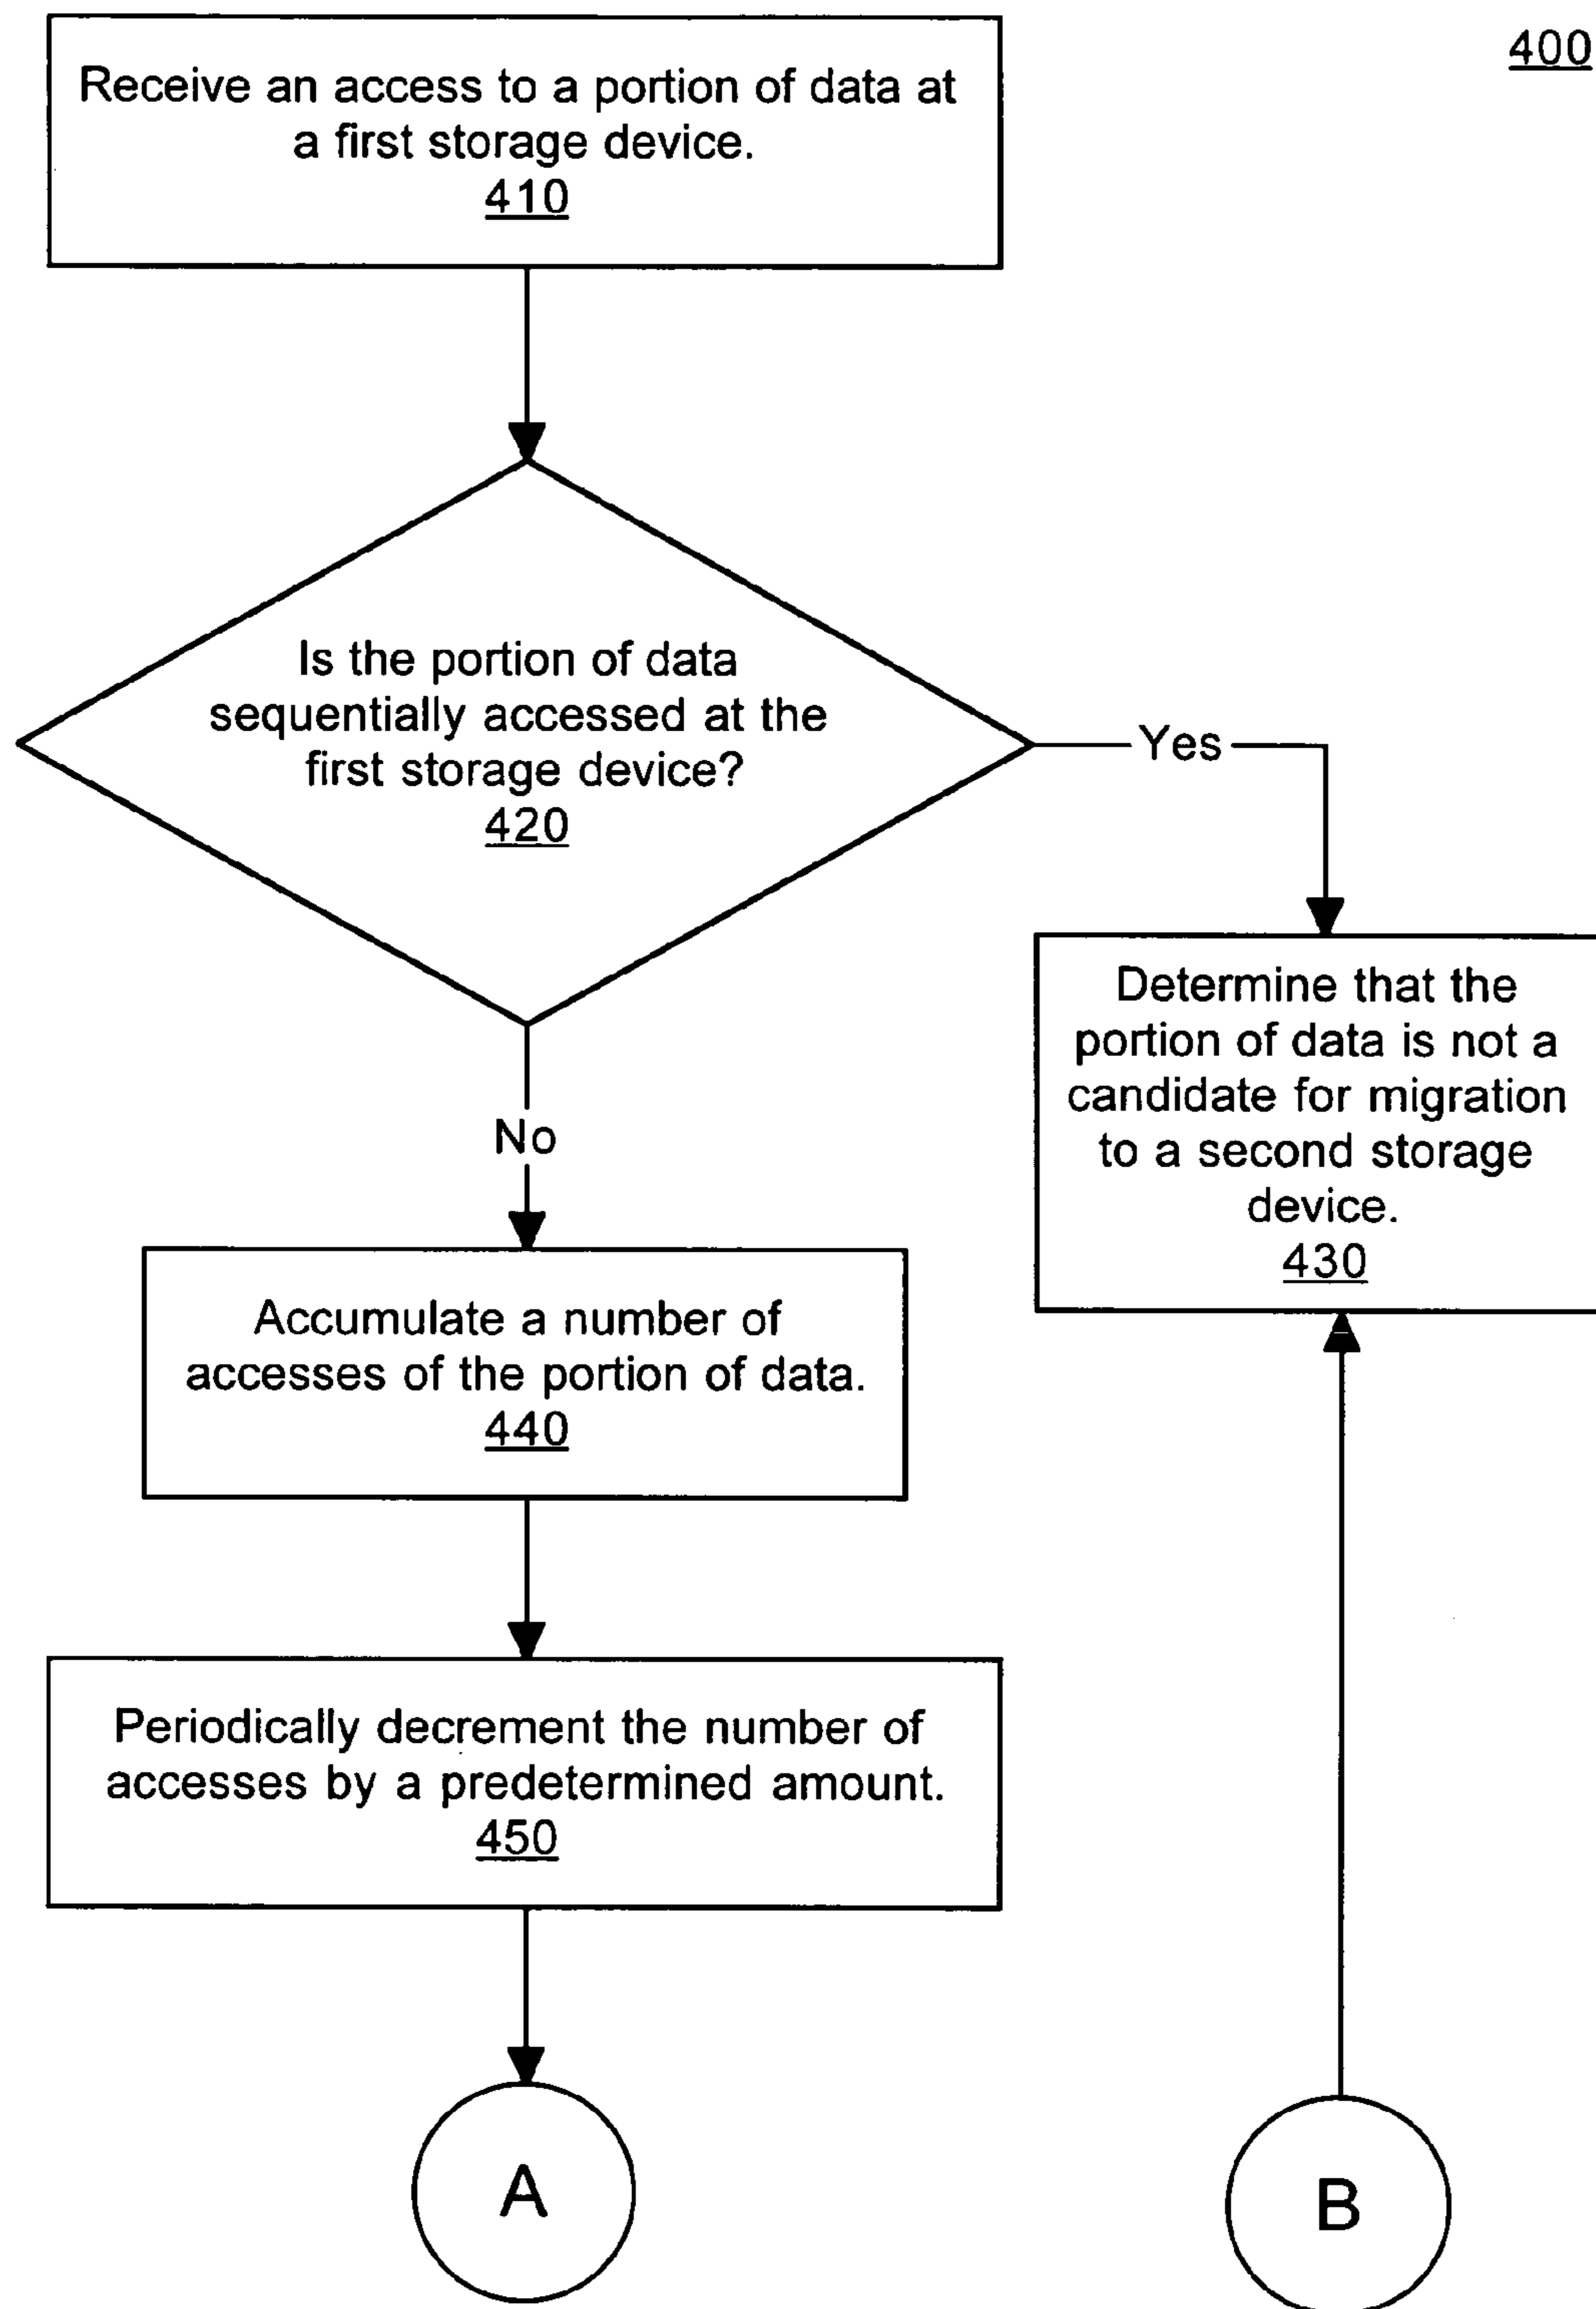 400
Receive an access to a portion of data at
a first storage device.
410
Is the portion of data
sequentially accessed at the
first storage device?
420
Yes
Determine that the
portion of data is not a
candidate for migration
to a second storage
device.
430
No
Accumulate a number of
accesses of the portion of data.
440
Periodically decrement the number of
accesses by a predetermined amount.
450
A
B